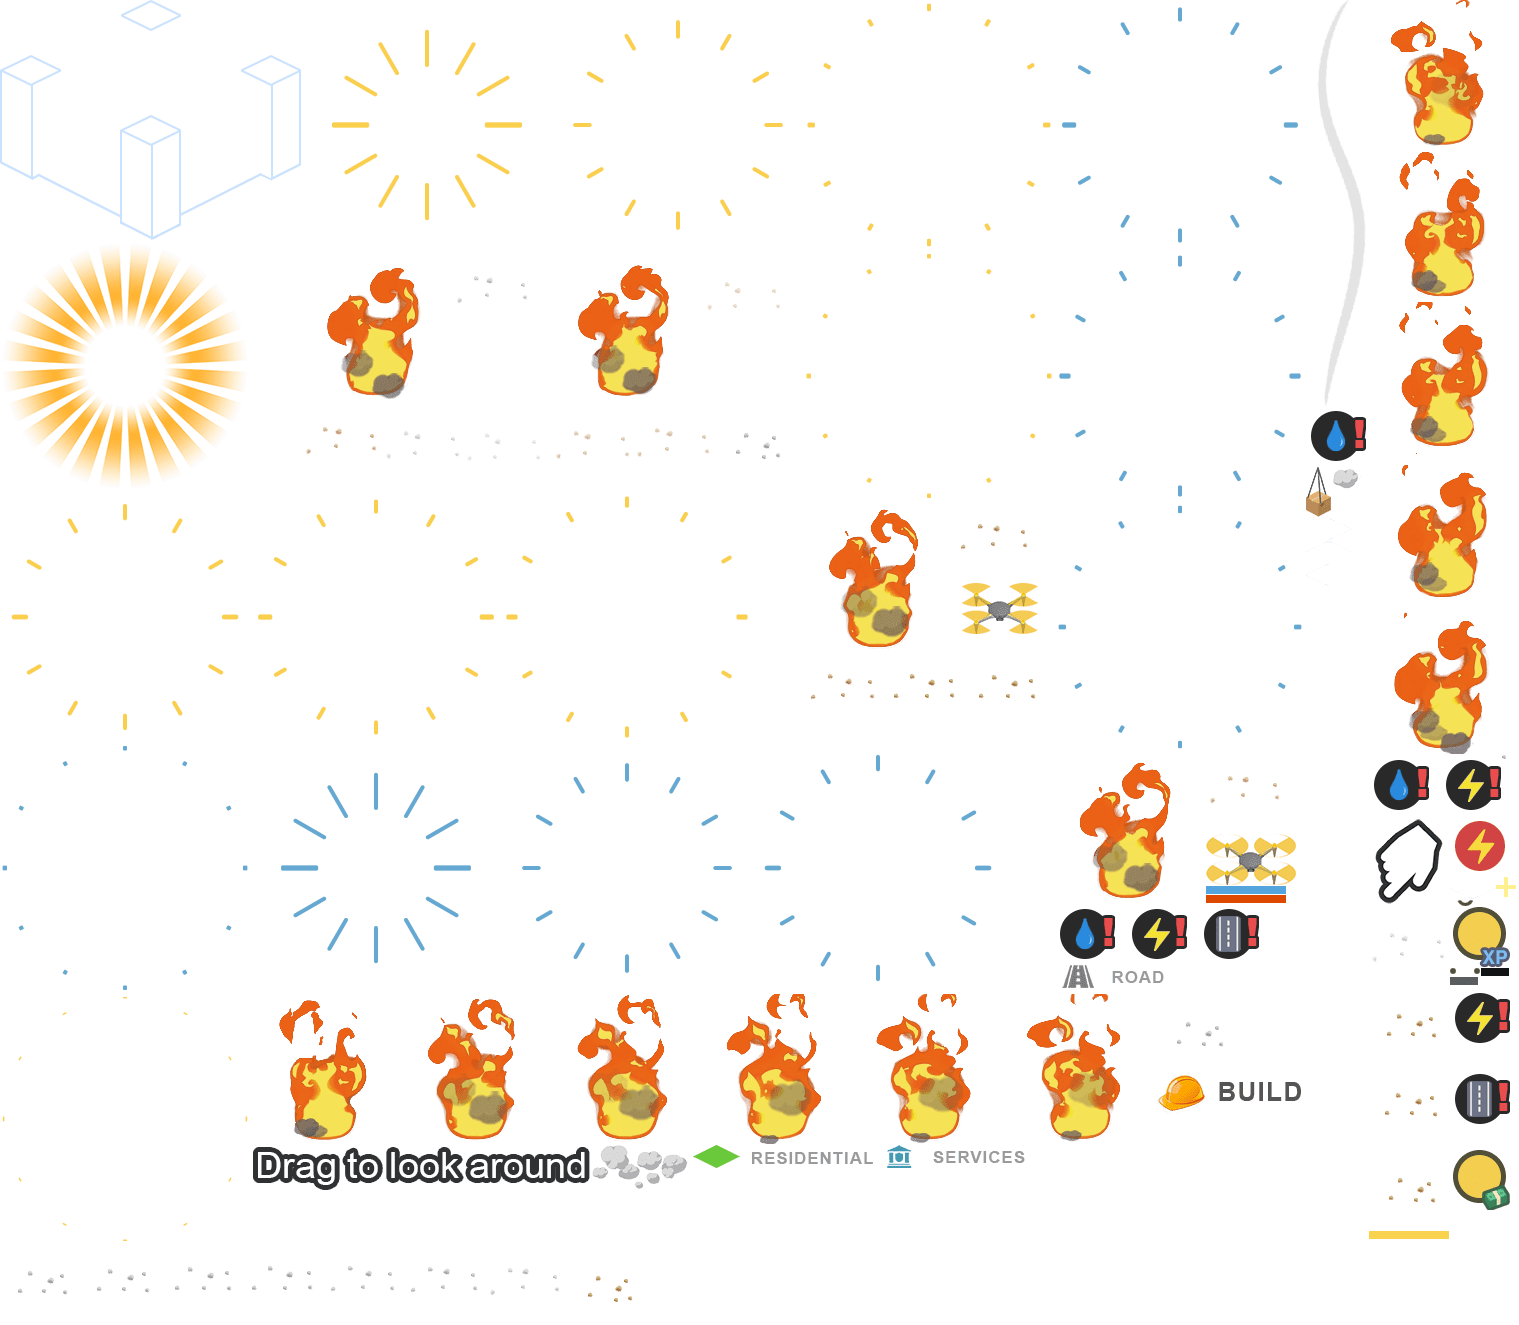 XP
ROAD
BUILD
Drag to look around
RESIDENTIAL
SERVICES